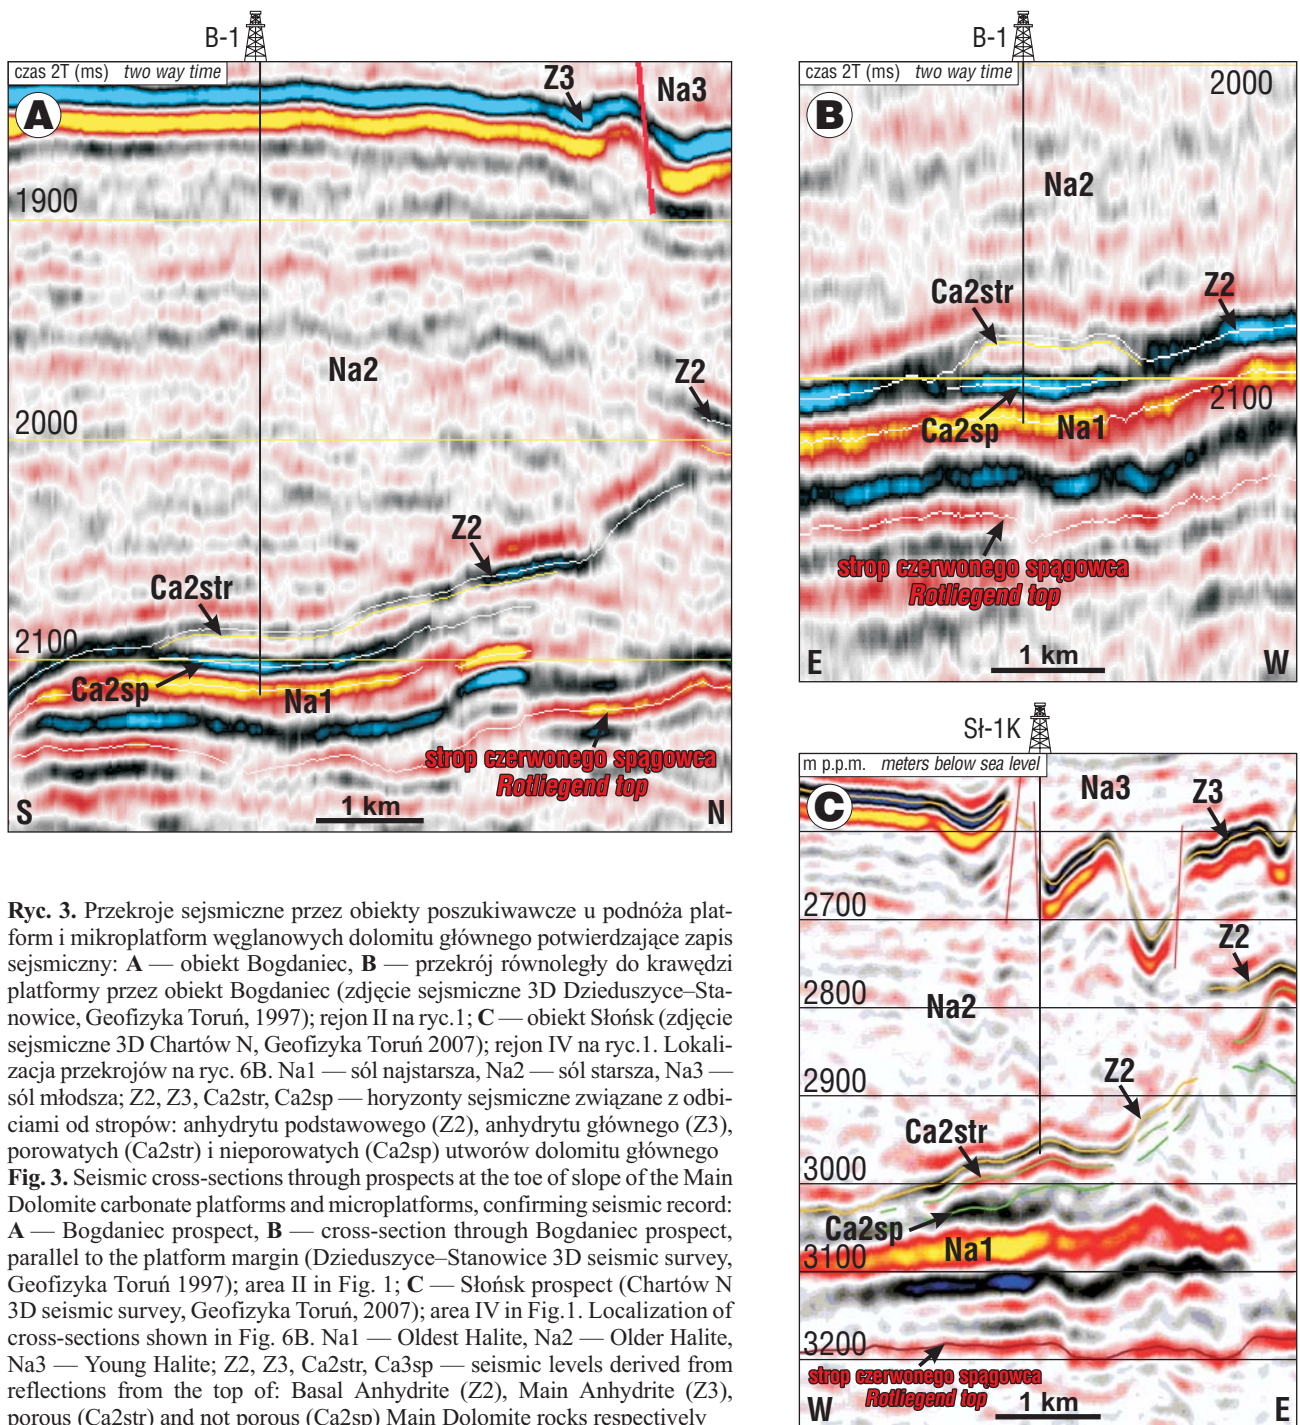 B-1
czas 2T (ms) two way time
A
Z3
Na3
1900
Na2
Z2
2000
Z2
Ca2str
2100
Ca2sp
Na1
strop czerwonego spągowca
Rotliegend top
S
1 km
N
B-1
czas 2T (ms) two way time
2000
B
Na2
Ca2str
Z2
2100
Ca2sp
Na1
strop czerwonego spągowca
Rotliegend top
E
1 km
W
Sł-1K
m p.p.m. meters below sea level
C
Na3
Z3
2700
Z2
2800
Na2
2900
Z2
Ca2str
3000
Ca2sp
3100
Na1
3200
strop czerwonego spągowca
Rotliegend top
W
1 km
E
Ryc. 3. Przekroje sejsmiczne przez obiekty poszukiwawcze u podnóża plat-
form i mikroplatform węglanowych dolomitu głównego potwierdzające zapis
sejsmiczny: A — obiekt Bogdaniec, B — przekrój równoległy do krawędzi
platformy przez obiekt Bogdaniec (zdjęcie sejsmiczne 3D Dzieduszyce–Sta-
nowice, Geofizyka Toruń, 1997); rejon II na ryc.1; C — obiekt Słońsk (zdjęcie
sejsmiczne 3D Chartów N, Geofizyka Toruń 2007); rejon IV na ryc.1. Lokali-
zacja przekrojów na ryc. 6B. Na1 — sól najstarsza, Na2 — sól starsza, Na3 —
sól młodsza; Z2, Z3, Ca2str, Ca2sp — horyzonty sejsmiczne związane z odbi-
ciami od stropów: anhydrytu podstawowego (Z2), anhydrytu głównego (Z3),
porowatych (Ca2str) i nieporowatych (Ca2sp) utworów dolomitu głównego
Fig. 3. Seismic cross-sections through prospects at the toe of slope of the Main
Dolomite carbonate platforms and microplatforms, confirming seismic record:
A — Bogdaniec prospect, B — cross-section through Bogdaniec prospect,
parallel to the platform margin (Dzieduszyce–Stanowice 3D seismic survey,
Geofizyka Toruń 1997); area II in Fig. 1; C — Słońsk prospect (Chartów N
3D seismic survey, Geofizyka Toruń, 2007); area IV in Fig.1. Localization of
cross-sections shown in Fig. 6B. Na1 — Oldest Halite, Na2 — Older Halite,
Na3 — Young Halite; Z2, Z3, Ca2str, Ca3sp — seismic levels derived from
reflections from the top of: Basal Anhydrite (Z2), Main Anhydrite (Z3),
porous (Ca2str) and not porous (Ca2sp) Main Dolomite rocks respectively